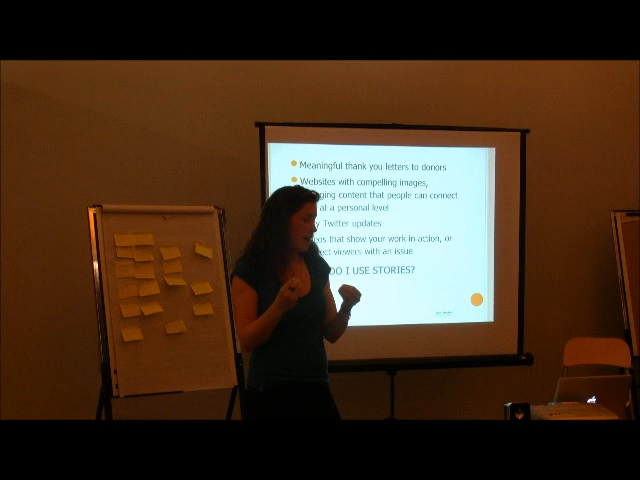 Meaningful thank you letters to donors
Websites with compelling images,
content that people can connect
at a personal level
Twitter updates
that show your work in action, or
viewers with an issue
DO I USE STORIES?